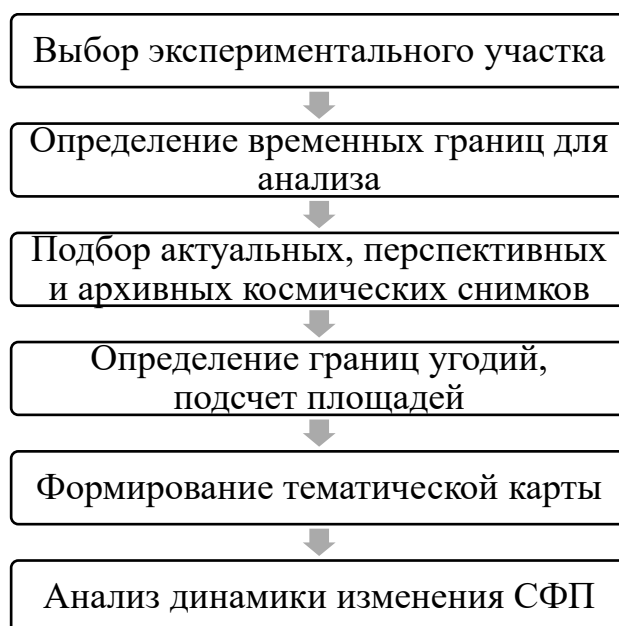 Выбор экспериментального участка
Определение временных границ для
анализа
Подбор актуальных, перспективных
и архивных космических снимков
Определение границ угодий,
подсчет площадей
Формирование тематической карты
Анализ динамики изменения СФП